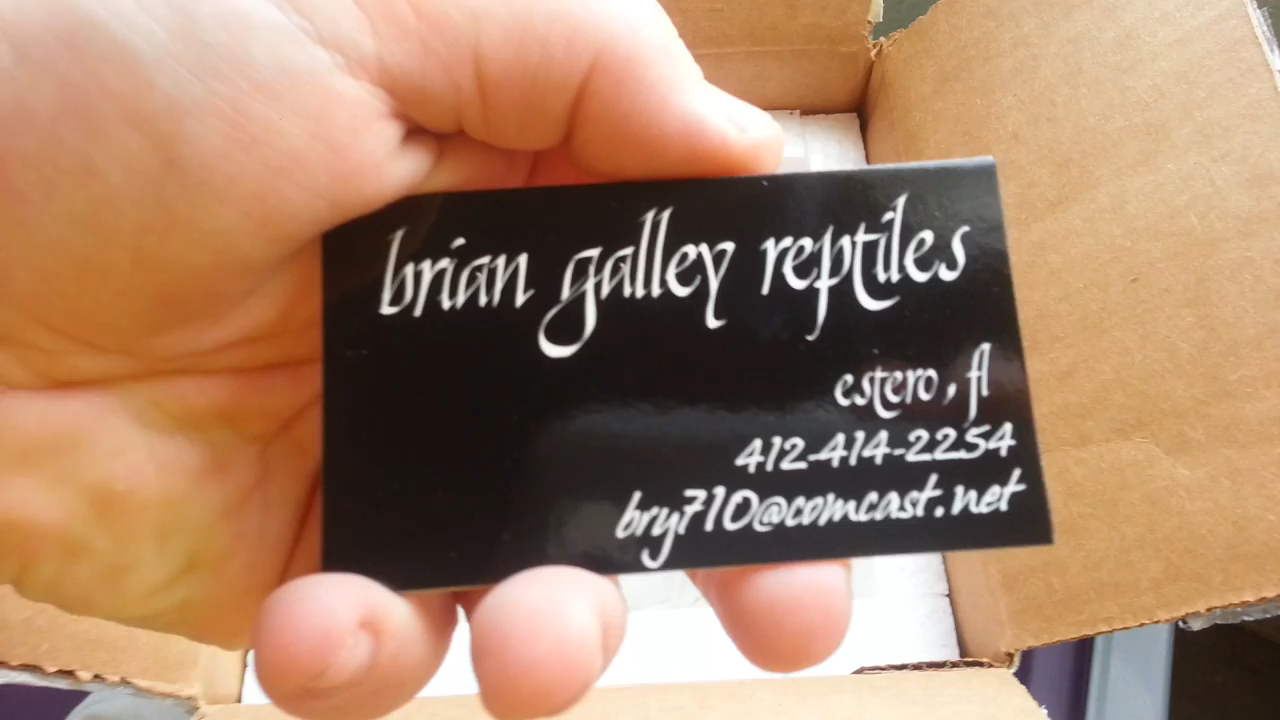 brian galley reptiles
estero, fl
412-414-2254
bry710@comcast.net